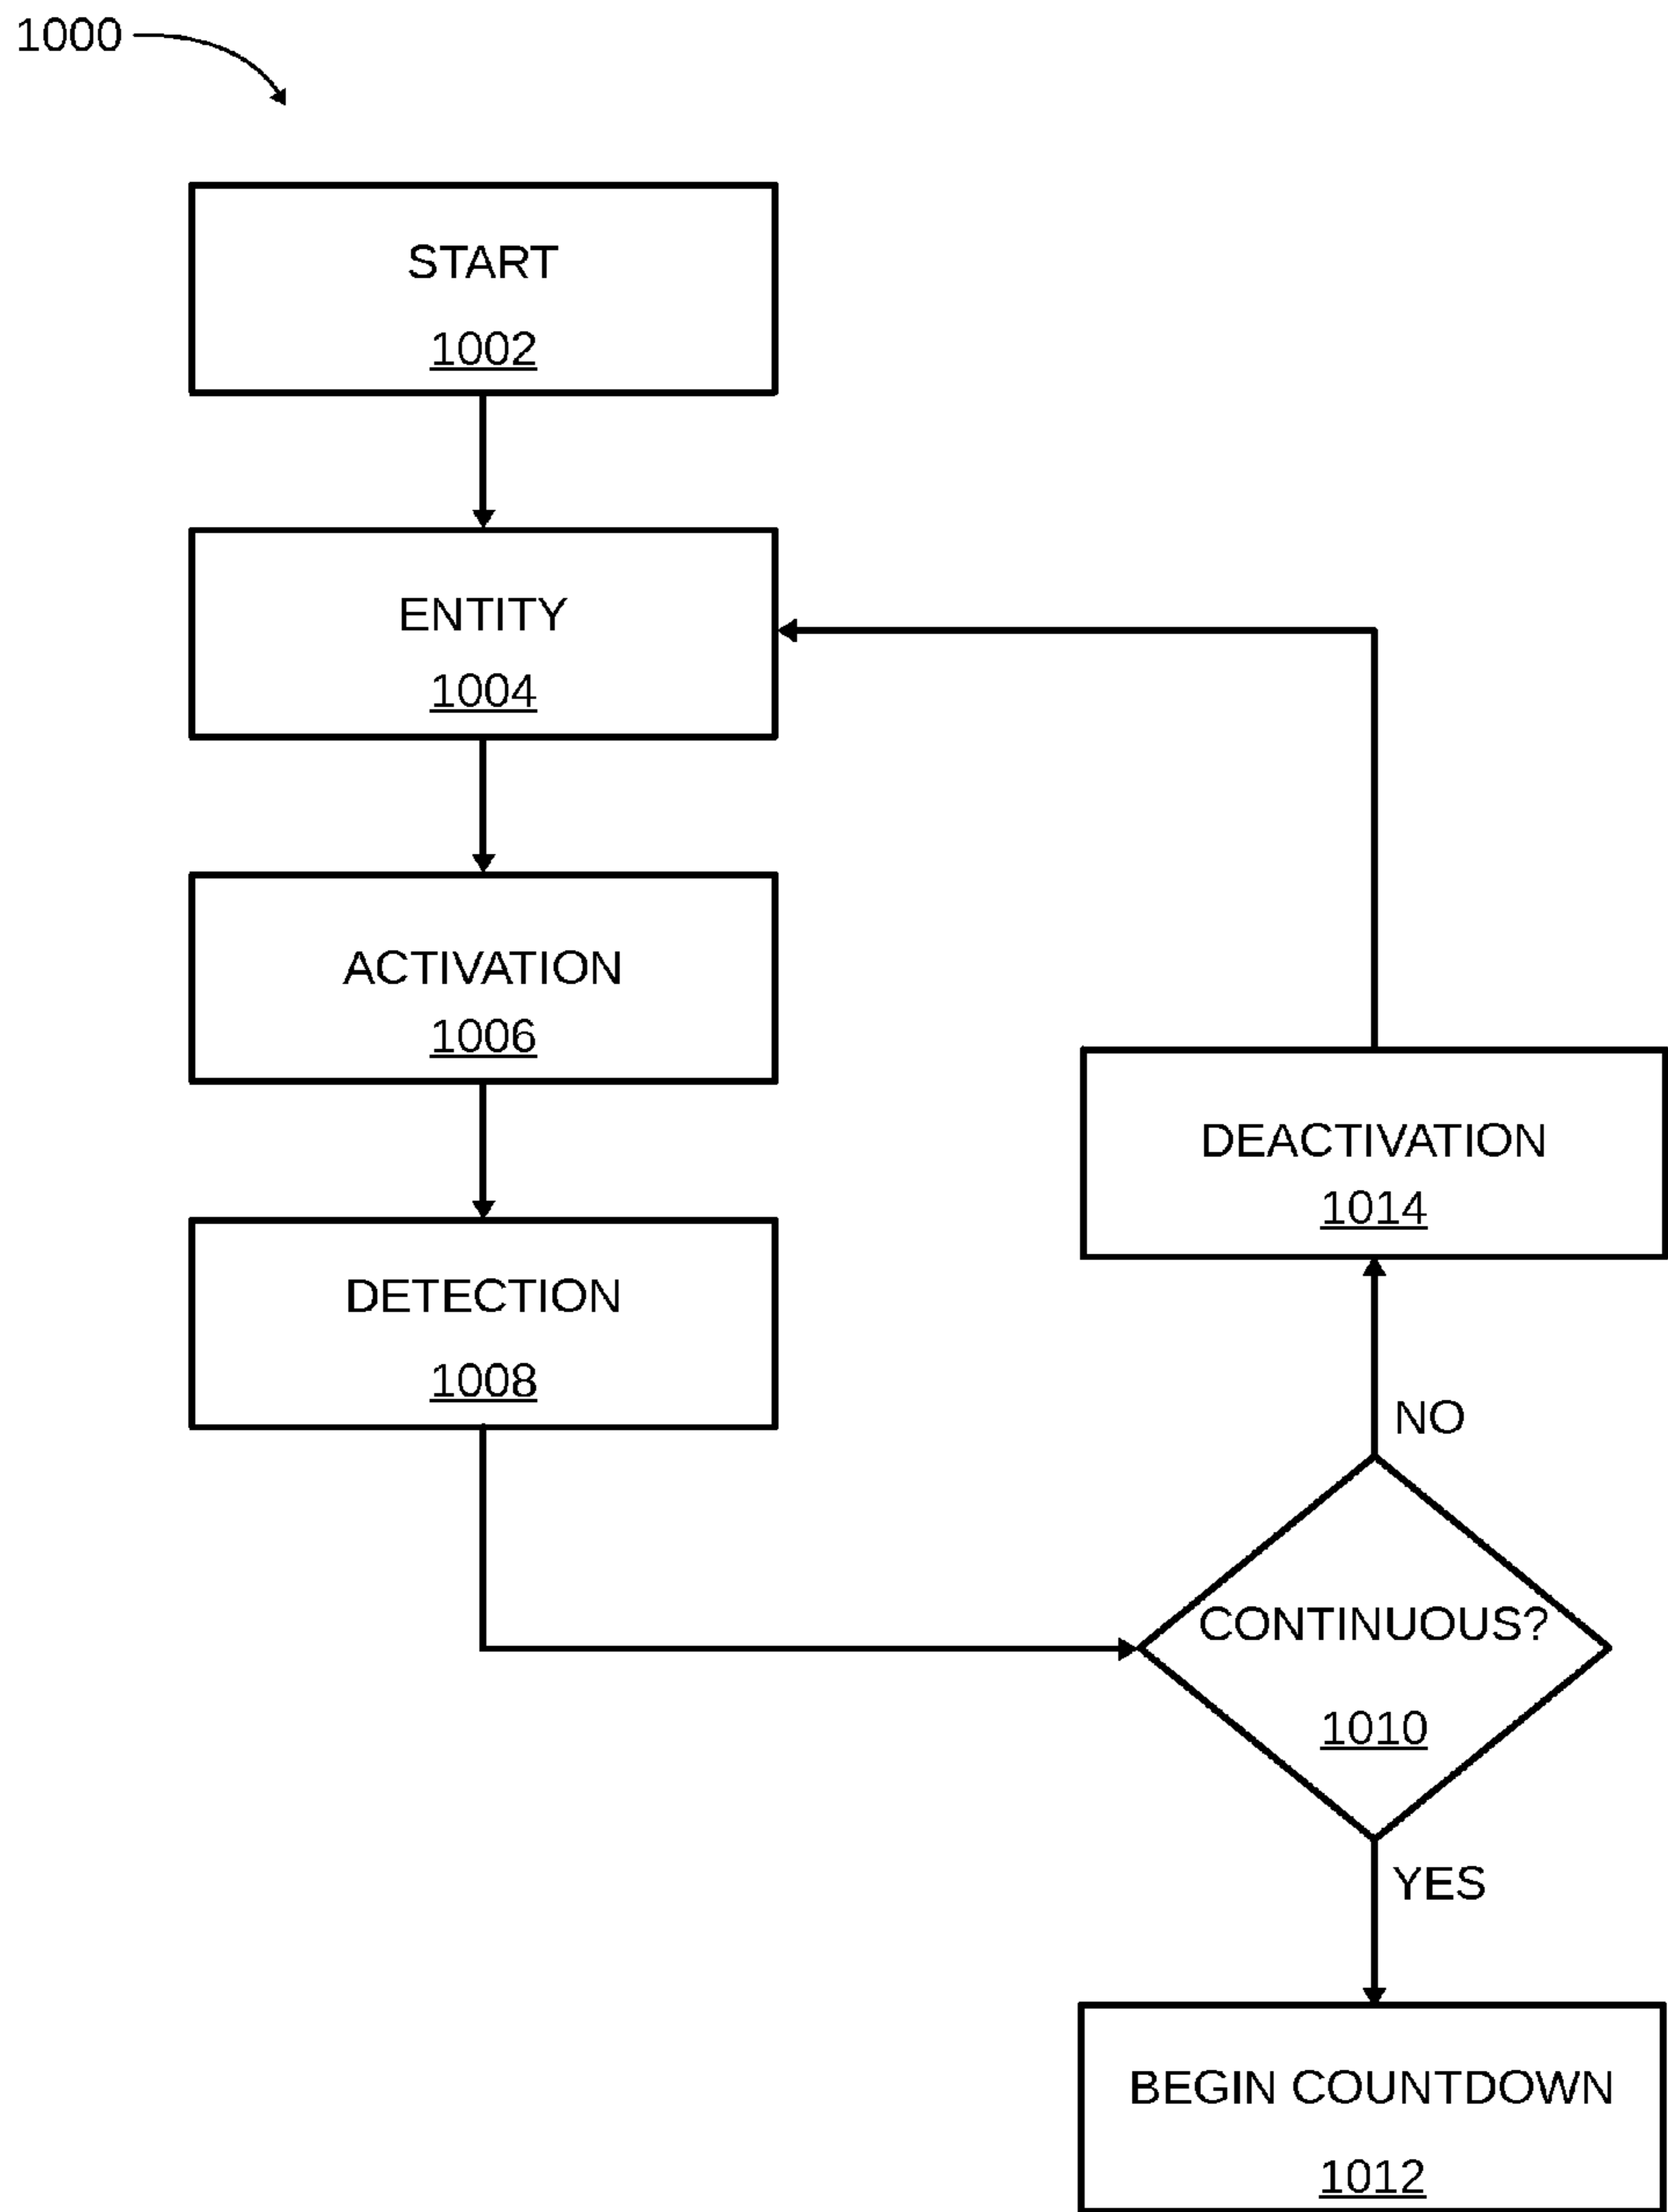 1000
START
1002
ENTITY
1004
ACTIVATION
1006
DETECTION
1008
DEACTIVATION
1014
NO
CONTINUOUS?
1010
YES
BEGIN COUNTDOWN
1012